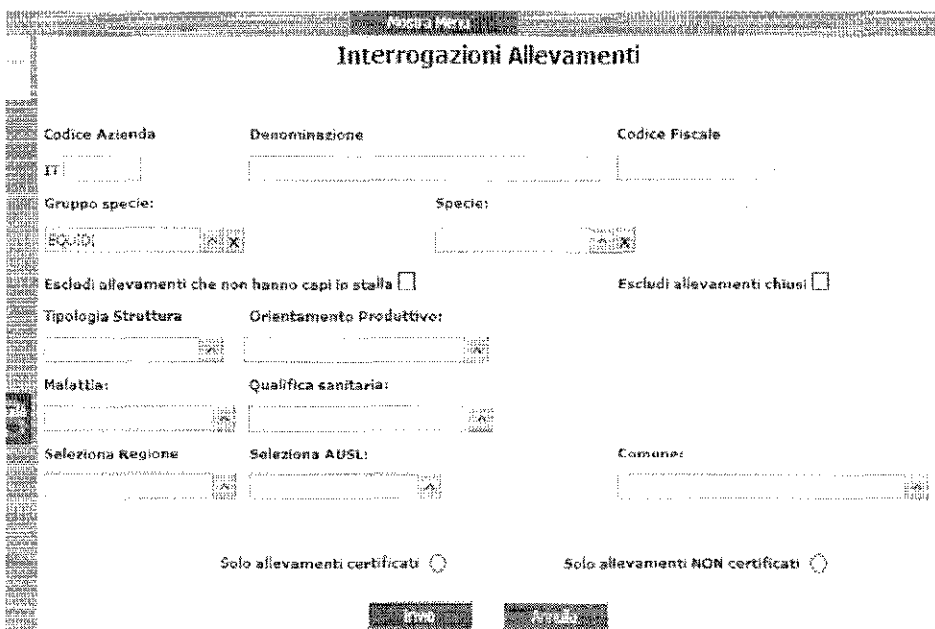 Mostra Menu
Interrogazioni Allevamenti
Codice Azienda Denominazione Codice Fiscale
IT
Gruppo specie: Specie:
EQUIDI ^ X ^ X
Escludi allevamenti che non hanno capi in stalla Escludi allevamenti chiusi
Tipologia Struttura Orientamento Produttivo:
^ ^
Malattia: Qualifica sanitaria:
^ ^
Seleziona Regione Seleziona AUSL: Comune:
^ ^ ^
Solo allevamenti certificati Solo allevamenti NON certificati
Invio Annulla